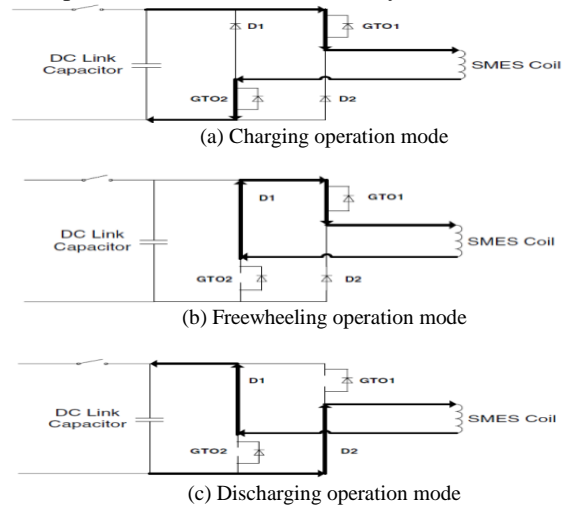 D1
GTO1
DC Link
Capacitor
SMES Coil
GTO2
D2
(a) Charging operation mode
D1
GTO1
DC Link
Capacitor
SMES Coil
GTO2
D2
(b) Freewheeling operation mode
D1
GTO1
DC Link
Capacitor
SMES Coil
GTO2
D2
(c) Discharging operation mode